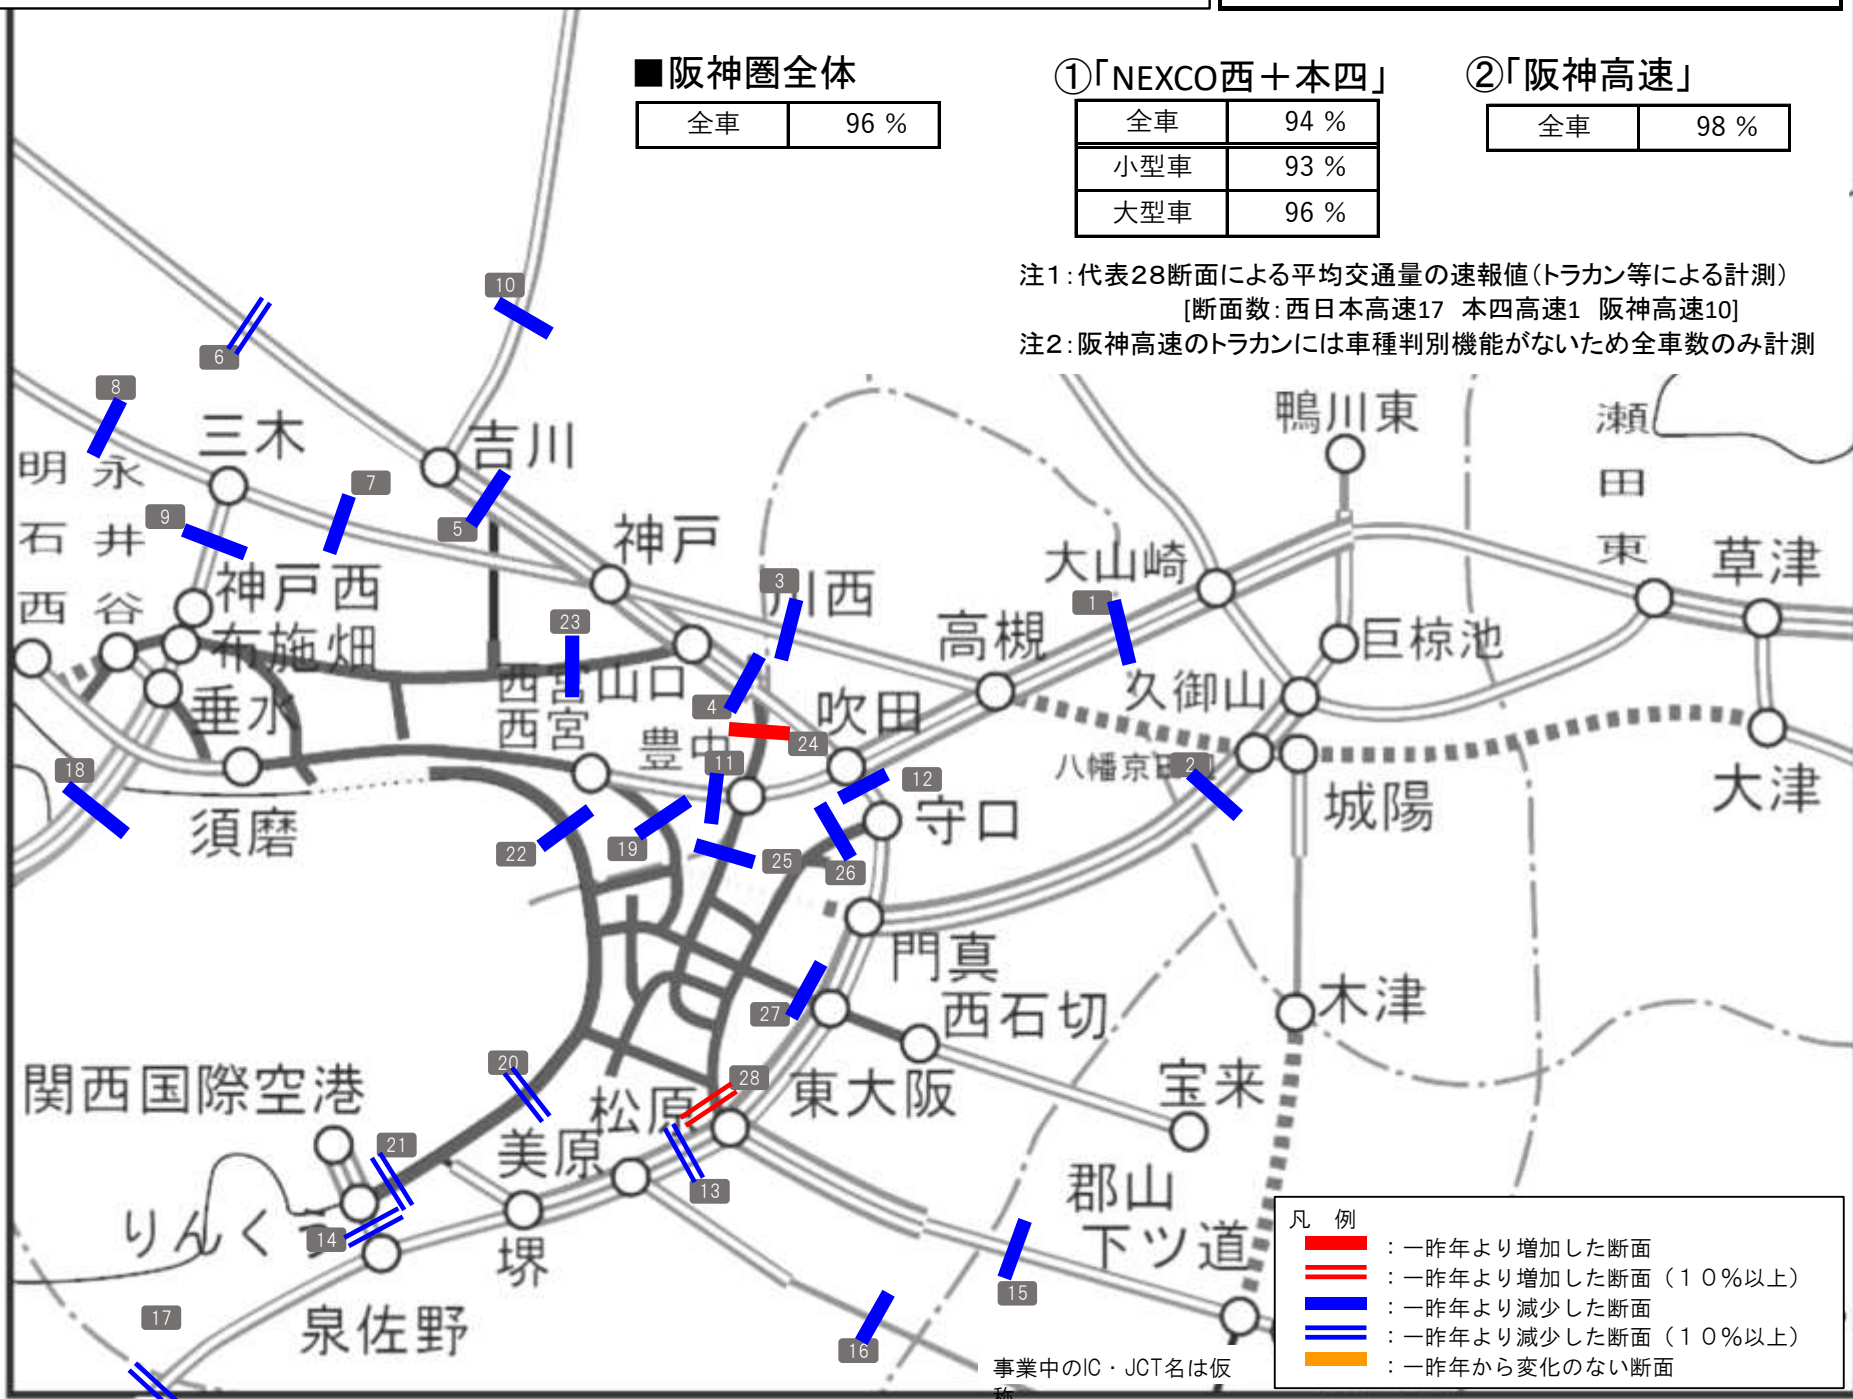 ■阪神圏全体
全車 96 %
①「NEXCO西＋本四」
全車 94 %
小型車 93 %
大型車 96 %
②「阪神高速」
全車 98 %
注１：代表２８断面による平均交通量の速報値（トラカン等による計測）
[断面数：西日本高速17 本四高速1 阪神高速10]
注２：阪神高速のトラカンには車種判別機能がないため全車数のみ計測
10
6
8
三木
吉川
鴨川東
瀬田東
明石西
永井谷
7
9
5
神戸
大山崎
草津
神戸西
3
川西
1
23
高槻
巨椋池
布施畑
西宮山口
久御山
垂水
4
吹田
西宮
豊中
24
11
12
2
18
大津
城陽
須磨
守口
22
19
25
26
門真
27
西石切
木津
20
28
関西国際空港
松原
東大阪
宝来
21
美原
13
郡山下ツ道
りんくう
14
堺
15
17
泉佐野
16
事業中のIC・JCT名は仮
称
凡 例
：一昨年より増加した断面
：一昨年より増加した断面（１０％以上）
：一昨年より減少した断面
：一昨年より減少した断面（１０％以上）
：一昨年から変化のない断面